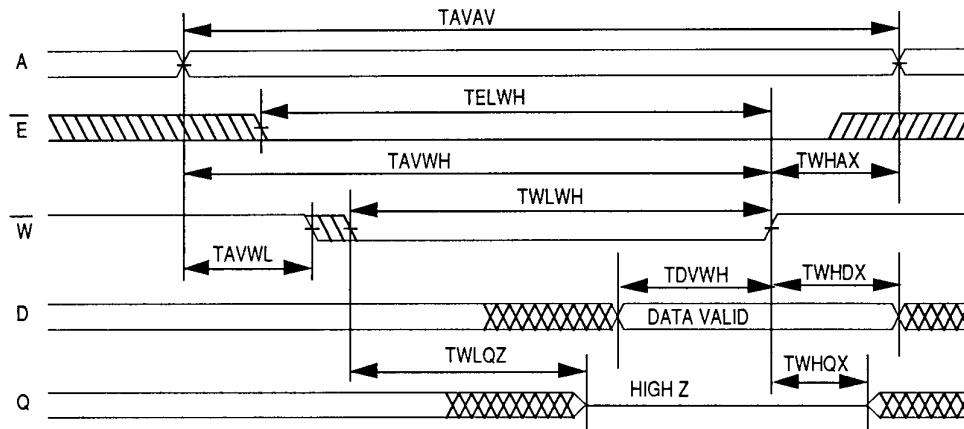 TAVAV
A
TELWH
E
TAVWH
TWHAX
TWLWH
W
TAVWL
TDVWH
TWHDX
D
DATA VALID
TWLQZ
TWHQX
HIGH Z
Q